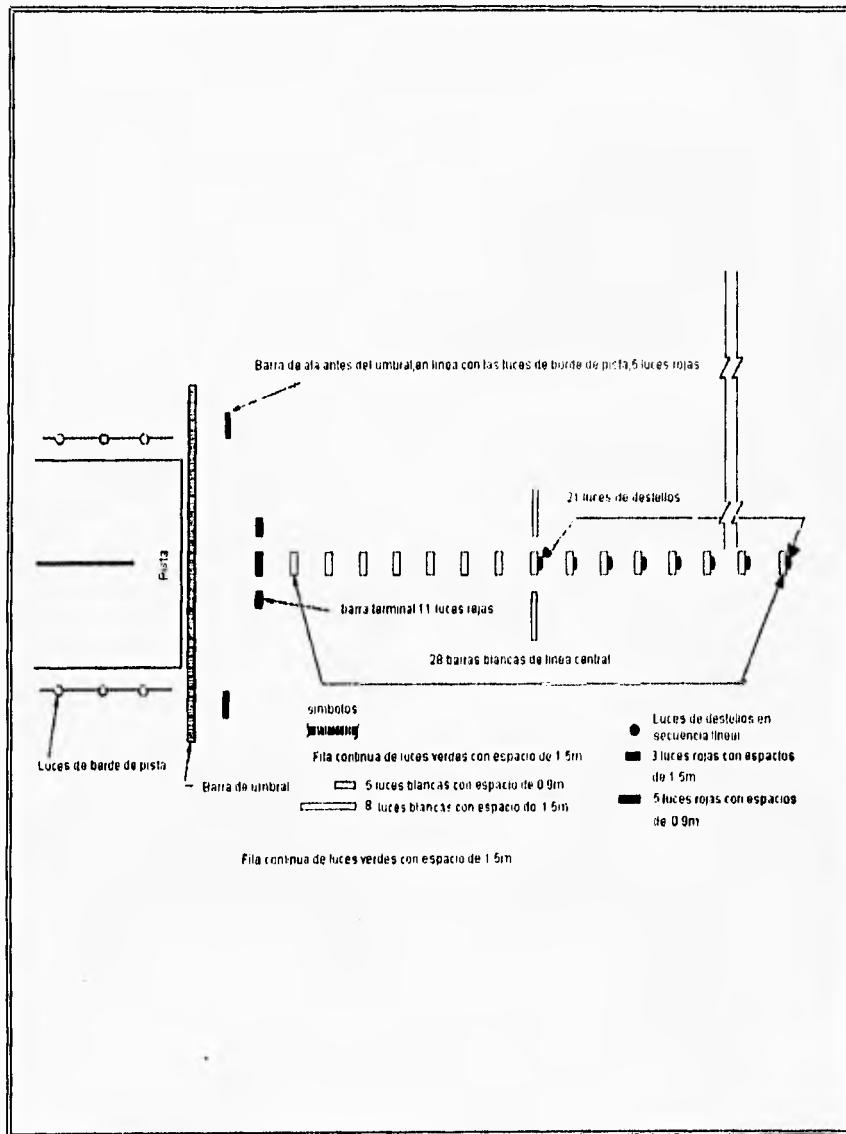 Barra de ala antes del umbral,en linea con las luces de borde de pista,5 luces rojas
21 luces de destellos
Pista
barra terminal 11 luces rojas
28 barras blancas de linea central
simbolos
Luces de borde de pista
Barra de umbral
Fila continua de luces verdes con espacio de 1.5m
5 luces blancas con espacio de 0.9m
8 luces blancas con espacio de 1.5m
Luces de destellos en
secuencia lineal
3 luces rojas con espacios
de 1.5m
5 luces rojas con espacios
de 0.9m
Fila continua de luces verdes con espacio de 1.5m